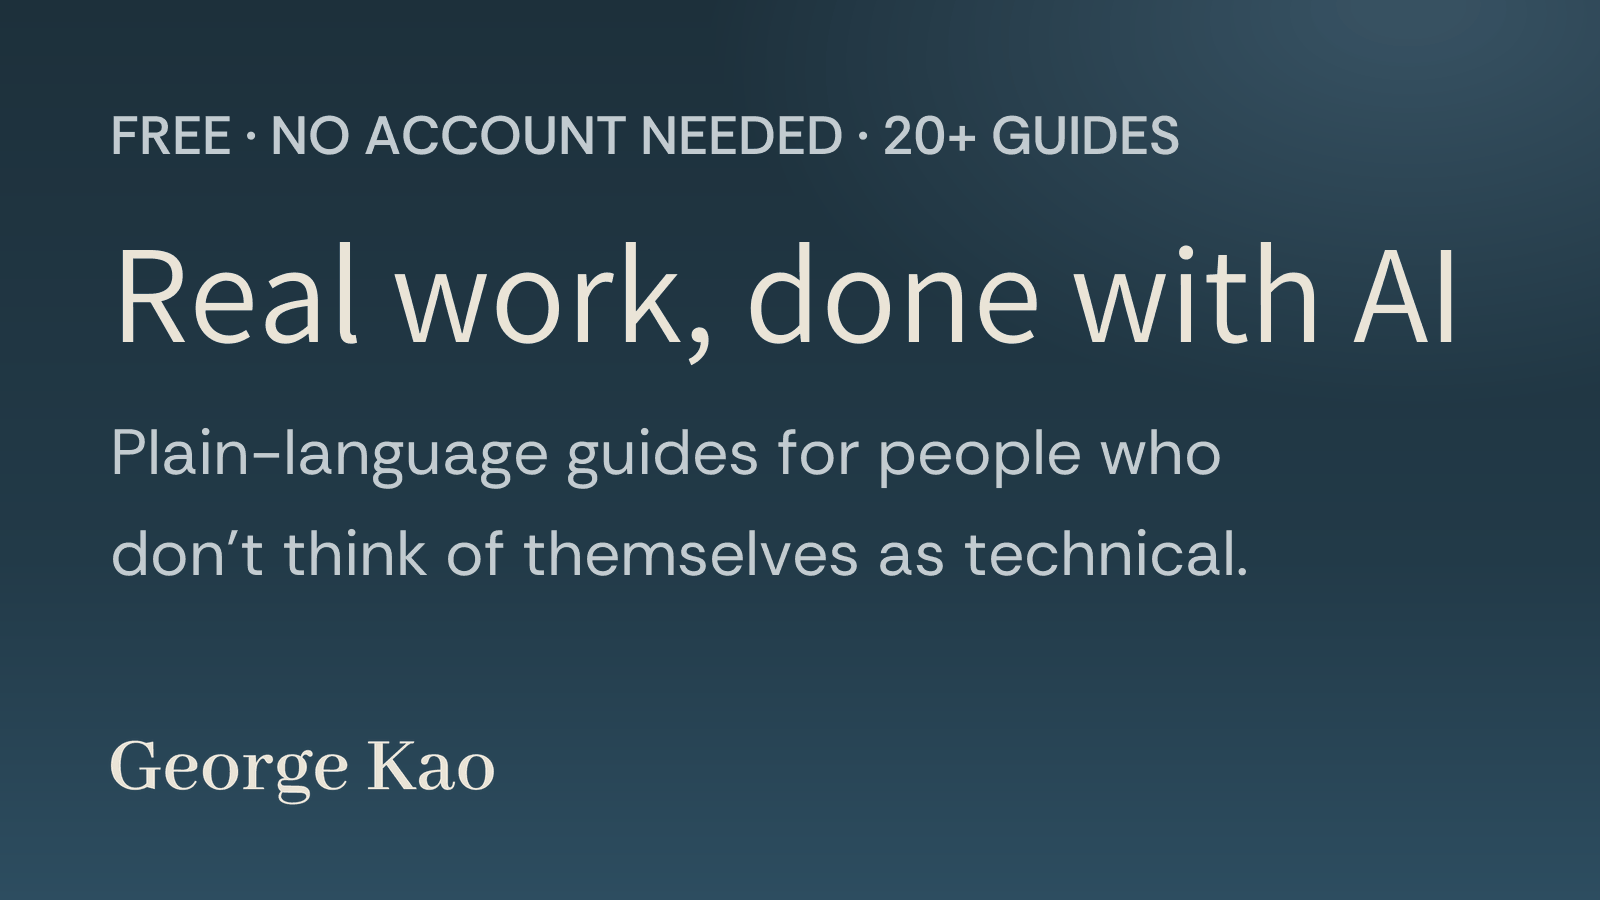 FREE · NO ACCOUNT NEEDED · 20+ GUIDES
Real work, done with AI
Plain-language guides for people who
don’t think of themselves as technical.
George Kao